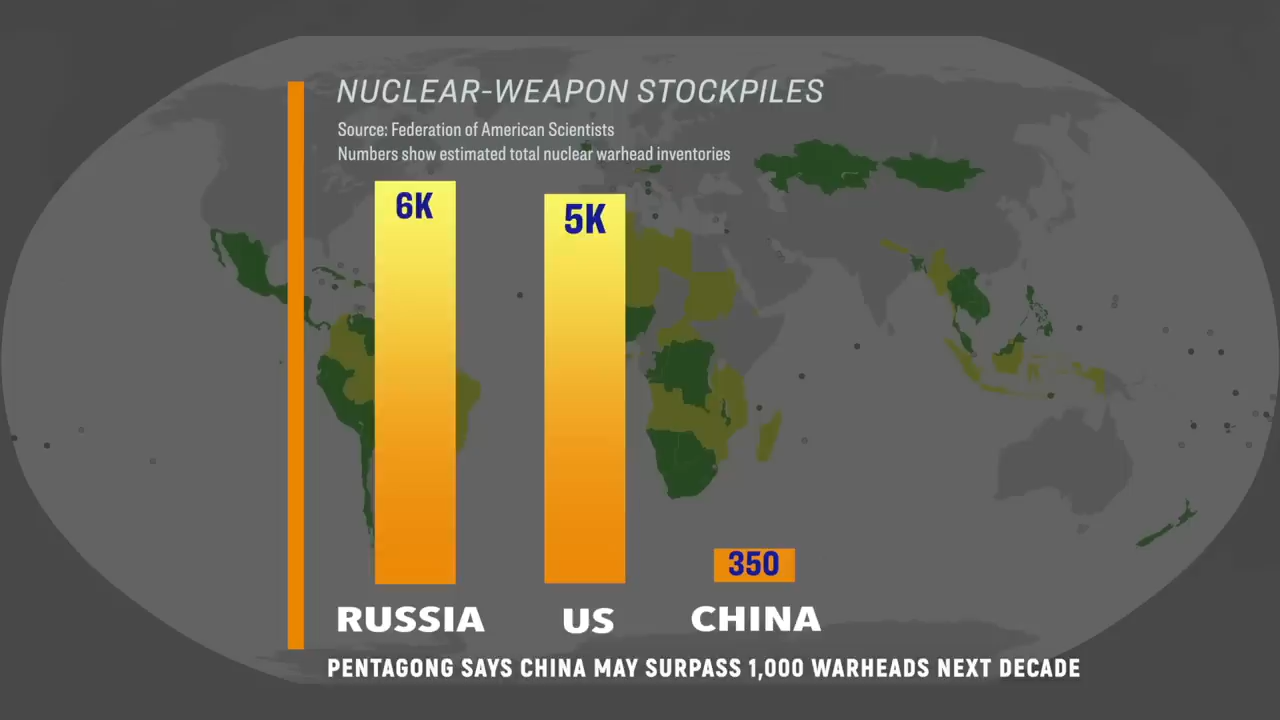 NUCLEAR-WEAPON STOCKPILES
Source: Federation of American Scientists
Numbers show estimated total nuclear warhead inventories
6K
5K
350
RUSSIA
US
CHINA
PENTAGONG SAYS CHINA MAY SURPASS 1,000 WARHEADS NEXT DECADE